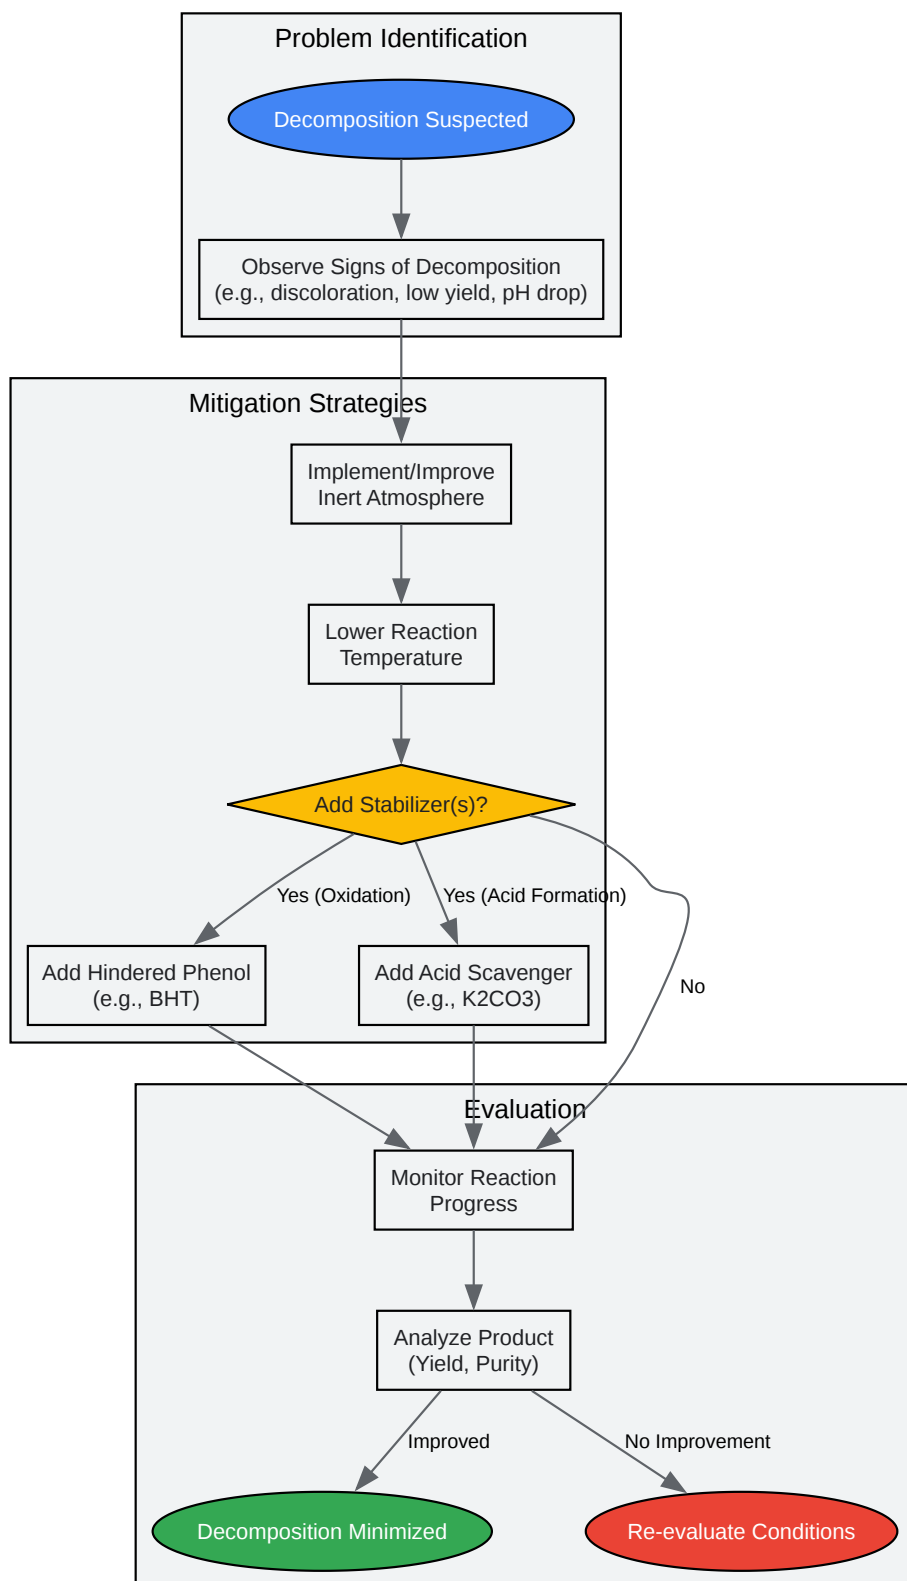 Problem Identification
Decomposition Suspected
Observe Signs of Decomposition
(e.g., discoloration, low yield, pH drop)
Mitigation Strategies
Implement/Improve
Inert Atmosphere
Lower Reaction
Temperature
Add Stabilizer(s)?
Yes (Oxidation)
Yes (Acid Formation)
No
Add Hindered Phenol
(e.g., BHT)
Add Acid Scavenger
(e.g., K2CO3)
Evaluation
Monitor Reaction
Progress
Analyze Product
(Yield, Purity)
Improved
No Improvement
Decomposition Minimized
Re-evaluate Conditions